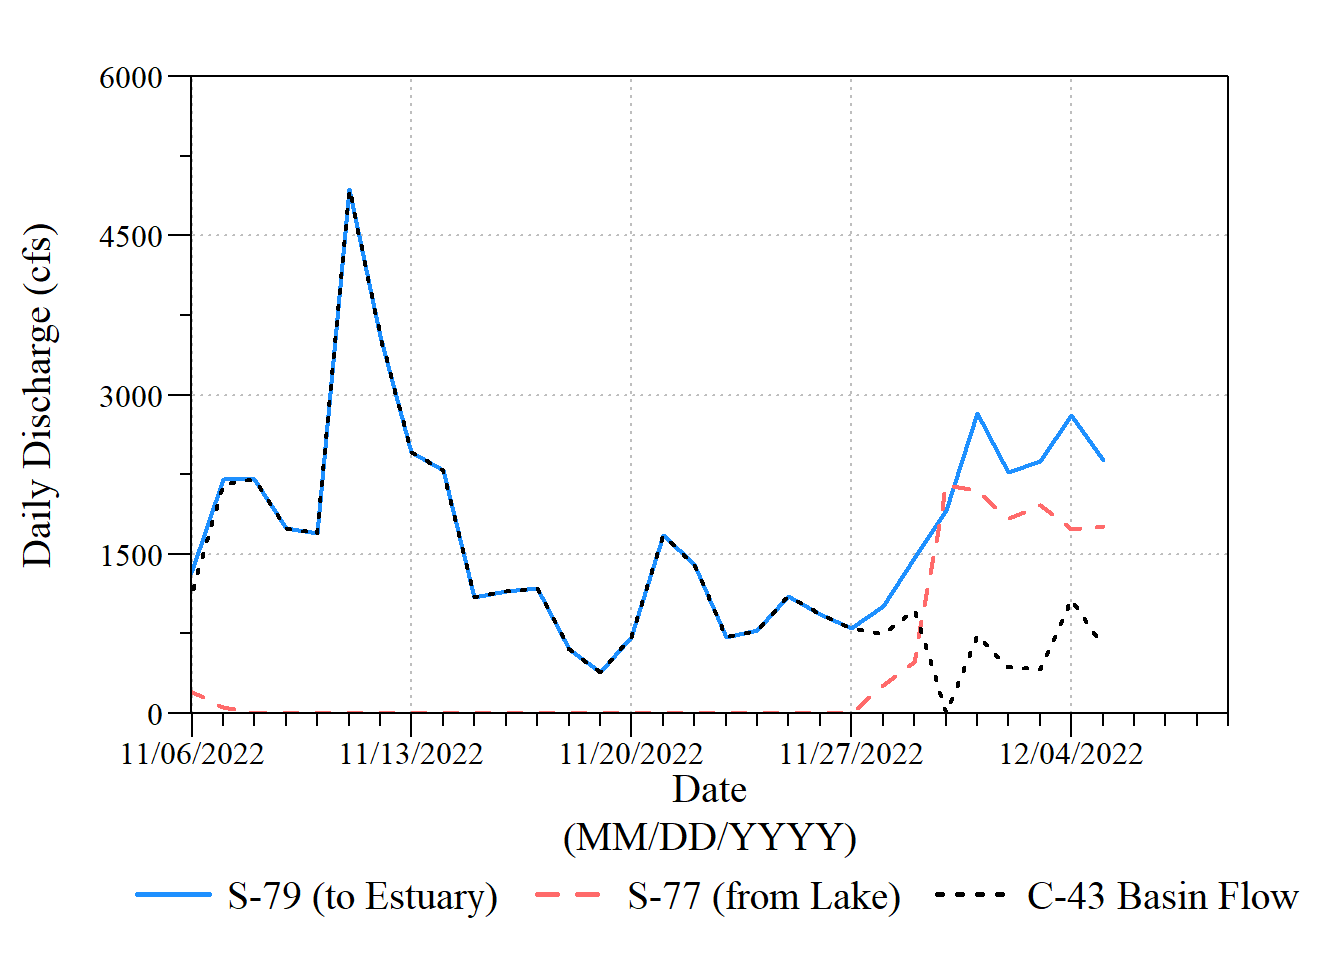 6000
4500
3000
1500
0
Daily Discharge (cfs)
11/06/2022 11/13/2022 11/20/2022 11/27/2022 12/04/2022
Date
(MM/DD/YYYY)
S-79 (to Estuary) S-77 (from Lake) C-43 Basin Flow